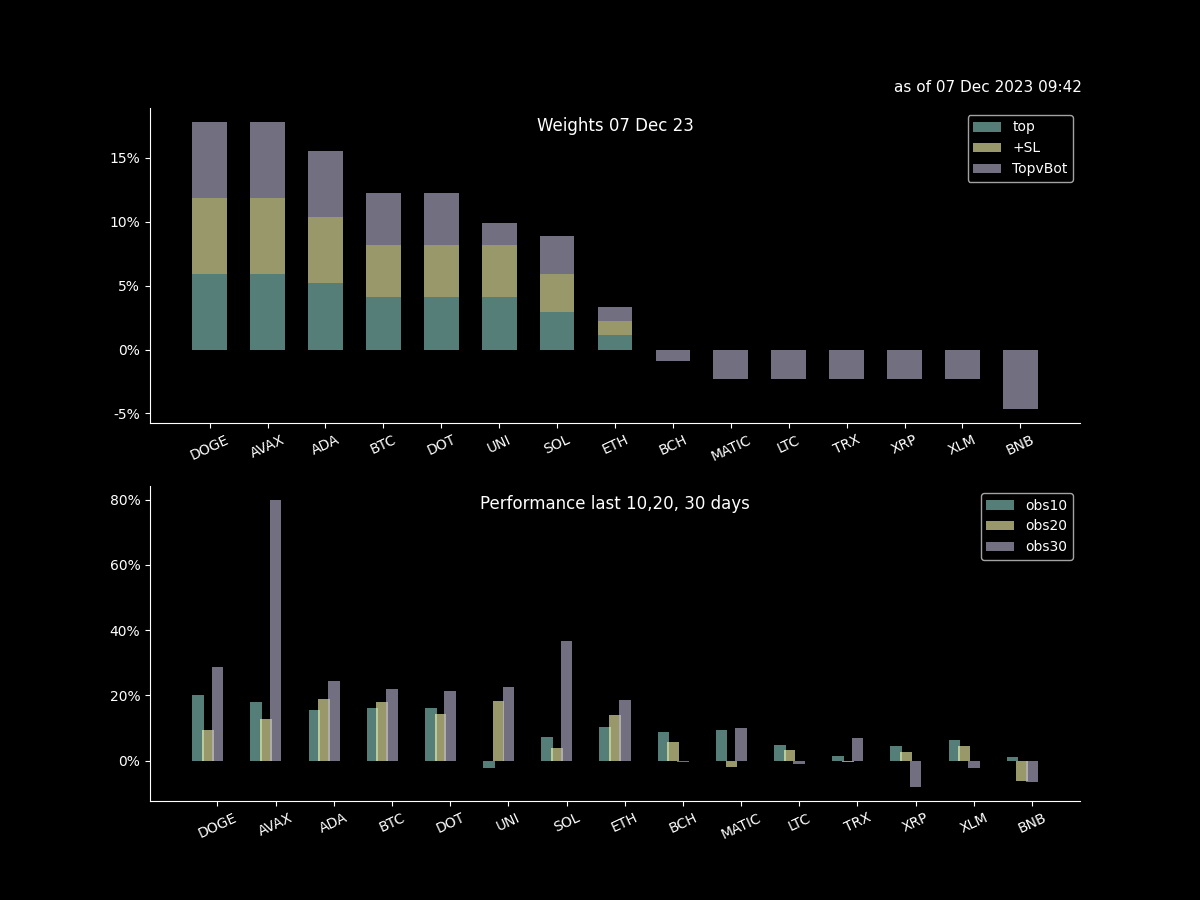 as of 07 Dec 2023 09:42
Weights 07 Dec 23
top
+SL
TopvBot
15%
10%
5%
0%
-5%
DOGE AVAX ADA BTC DOT UNI SOL ETH BCH MATIC LTC TRX XRP XLM BNB
Performance last 10,20, 30 days
obs10
obs20
obs30
80%
60%
40%
20%
0%
DOGE AVAX ADA BTC DOT UNI SOL ETH BCH MATIC LTC TRX XRP XLM BNB